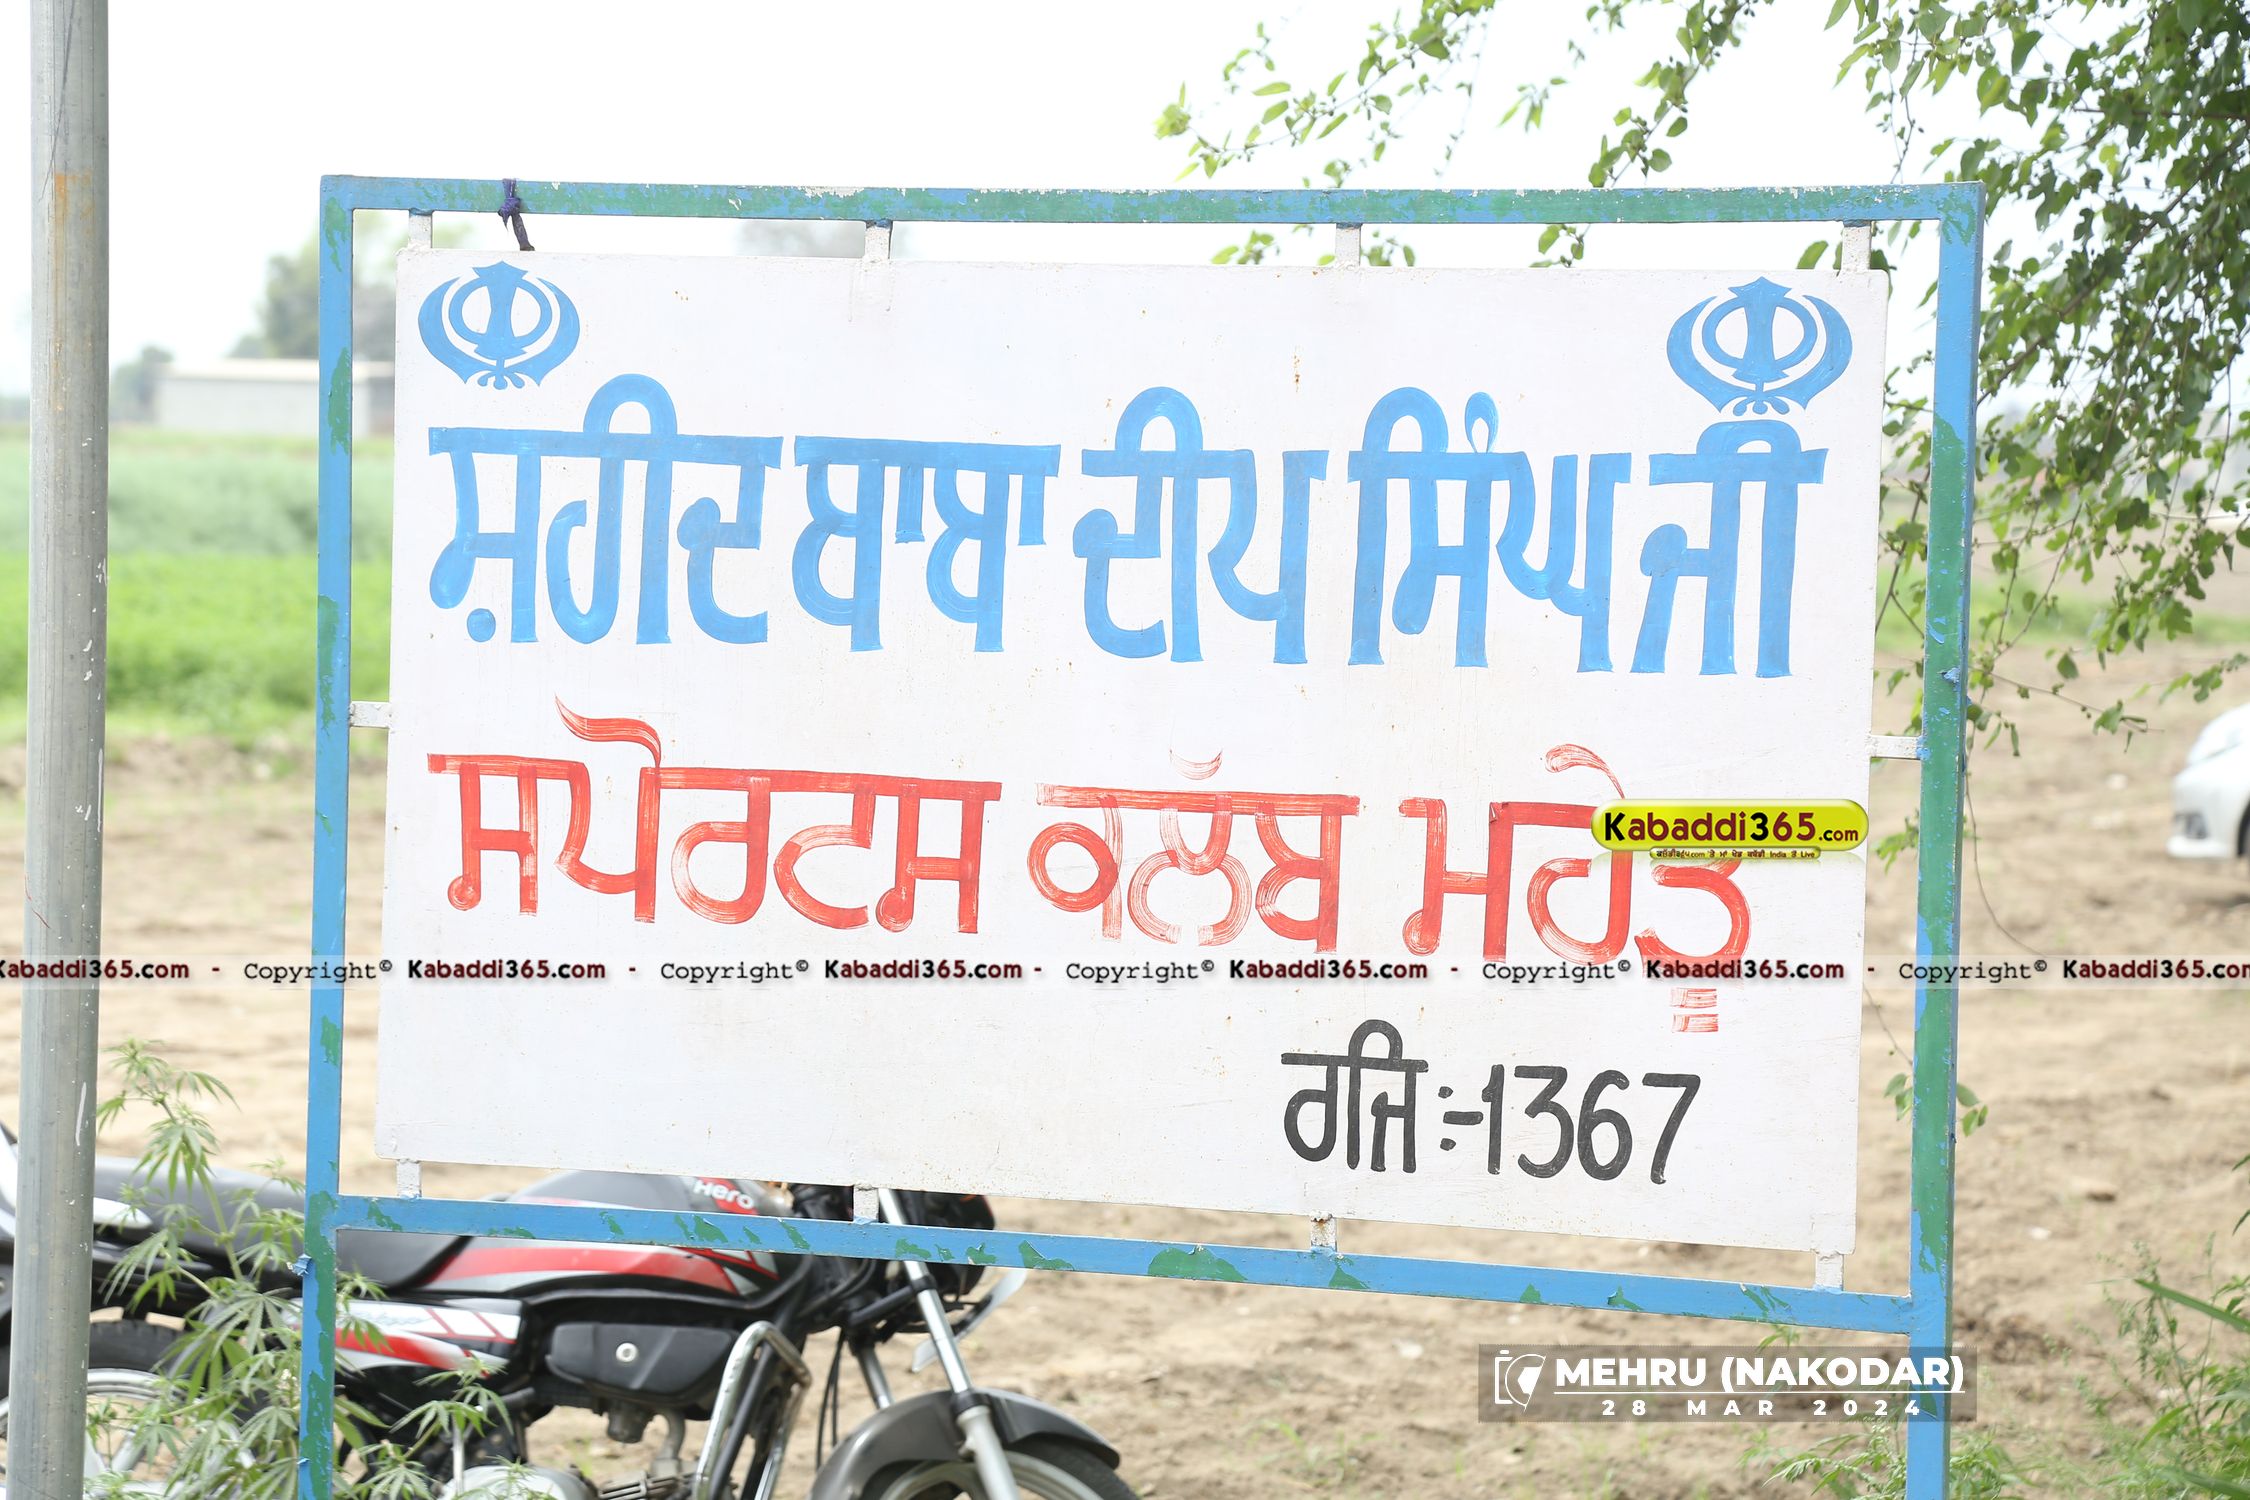 ਸ਼ਹੀਦ ਬਾਬਾ ਦੀਪ ਸਿੰਘ ਜੀ
ਸਪੋਰਟਸ ਕਲੱਬ ਮਹੇੜੂ
Kabaddi365.com
Kabaddi365.com - Copyright© Kabaddi365.com - Copyright© Kabaddi365.com - Copyright© Kabaddi365.com - Copyright© Kabaddi365.com - Copyright© Kabaddi365.com
ਰਜਿ :-1367
Hero
MEHRU (NAKODAR)
28 MAR 2024